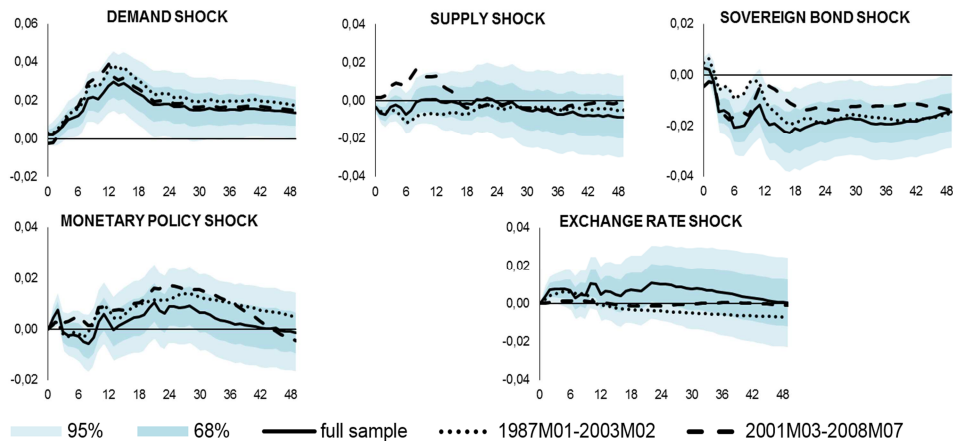 DEMAND SHOCK
0,06
0,04
0,02
0,00
-0,02
0 6 12 18 24 30 36 42 48
SUPPLY SHOCK
0,04
0,02
0,00
-0,02
-0,04
0 6 12 18 24 30 36 42 48
SOVEREIGN BOND SHOCK
0,02
0,00
-0,02
-0,04
0 6 12 18 24 30 36 42 48
MONETARY POLICY SHOCK
0,04
0,02
0,00
-0,02
0 6 12 18 24 30 36 42 48
EXCHANGE RATE SHOCK
0,04
0,02
0,00
-0,02
-0,04
0 6 12 18 24 30 36 42 48
95% 68% full sample 1987M01-2003M02 2001M03-2008M07